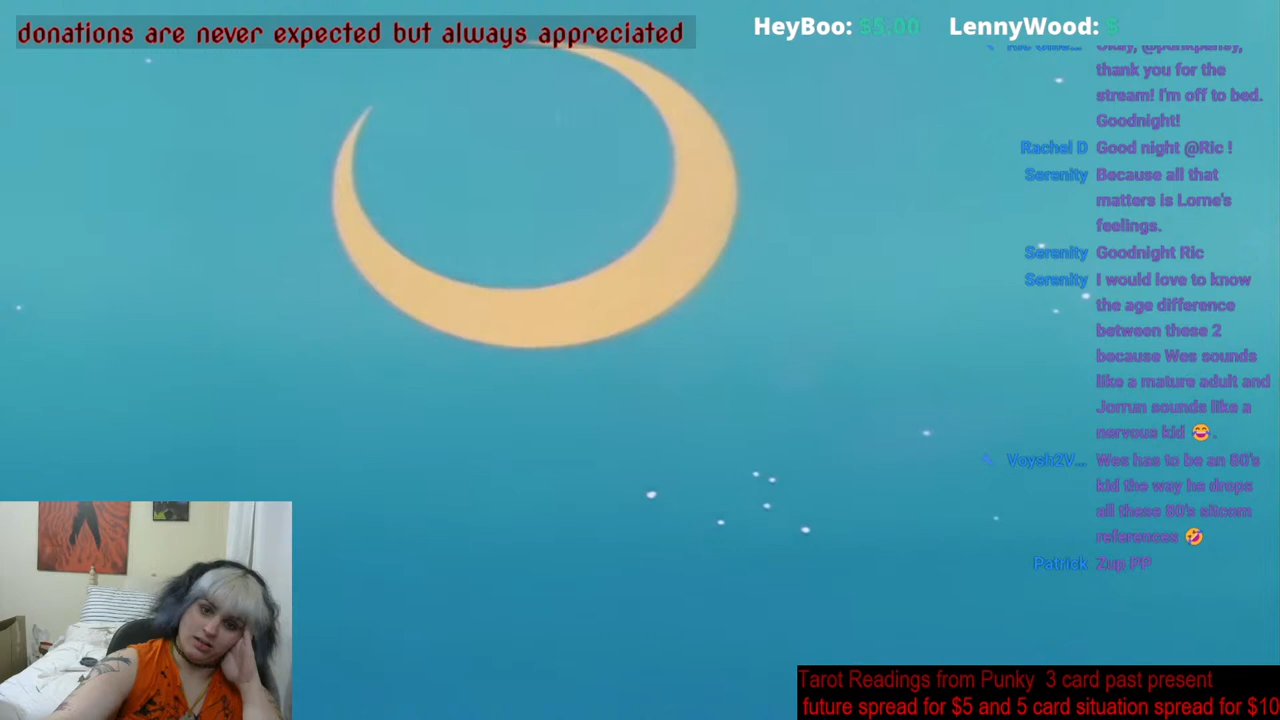 donations are never expected but always appreciated
HeyBoo: $5.00 LennyWood: $
thank you for the
stream! I'm off to bed.
Goodnight!
Rachel D Good night @Ric !
Serenity Because all that
matters is Lorne's
feelings.
Serenity Goodnight Ric
Serenity I would love to know
the age difference
between these 2
because Wes sounds
like a mature adult and
Jorrun sounds like a
nervous kid 😂.
Voysh2V... Wes has to be an 80's
kid the way he drops
all these 80's sitcom
references 🤣
Patrick Zup PP
Tarot Readings from Punky 3 card past present
future spread for $5 and 5 card situation spread for $10